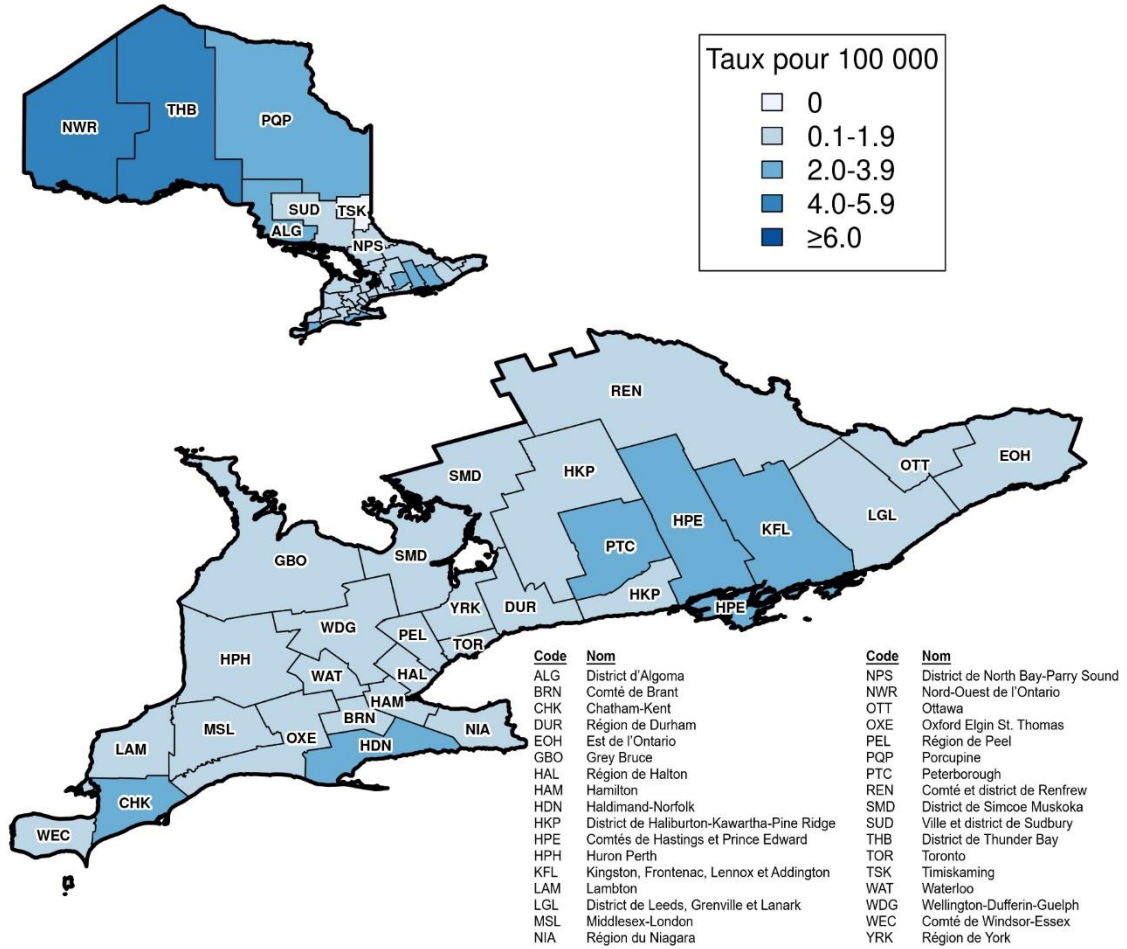 Taux pour 100 000
0
0.1-1.9
2.0-3.9
4.0-5.9
≥6.0
NWR
THB
PQP
SUD
TSK
ALG
NPS
REN
SMD
HKP
OTT
EOH
LGL
HPE
KFL
PTC
GBO
SMD
HKP
HPE
YRK
DUR
WDG
PEL
TOR
HPH
WAT
HAL
HAM
BRN
MSL
OXE
NIA
LAM
HDN
CHK
WEC
Code Nom
ALG District d'Algoma
BRN Comté de Brant
CHK Chatham-Kent
DUR Région de Durham
EOH Est de l'Ontario
GBO Grey Bruce
HAL Région de Halton
HAM Hamilton
HDN Haldimand-Norfolk
HKP District de Haliburton-Kawartha-Pine Ridge
HPE Comtés de Hastings et Prince Edward
HPH Huron Perth
KFL Kingston, Frontenac, Lennox et Addington
LAM Lambton
LGL District de Leeds, Grenville et Lanark
MSL Middlesex-London
NIA Région du Niagara
Code Nom
NPS District de North Bay-Parry Sound
NWR Nord-Ouest de l'Ontario
OTT Ottawa
OXE Oxford Elgin St. Thomas
PEL Région de Peel
PQP Porcupine
PTC Peterborough
REN Comté et district de Renfrew
SMD District de Simcoe Muskoka
SUD Ville et district de Sudbury
THB District de Thunder Bay
TOR Toronto
TSK Timiskaming
WAT Waterloo
WDG Wellington-Dufferin-Guelph
WEC Comté de Windsor-Essex
YRK Région de York